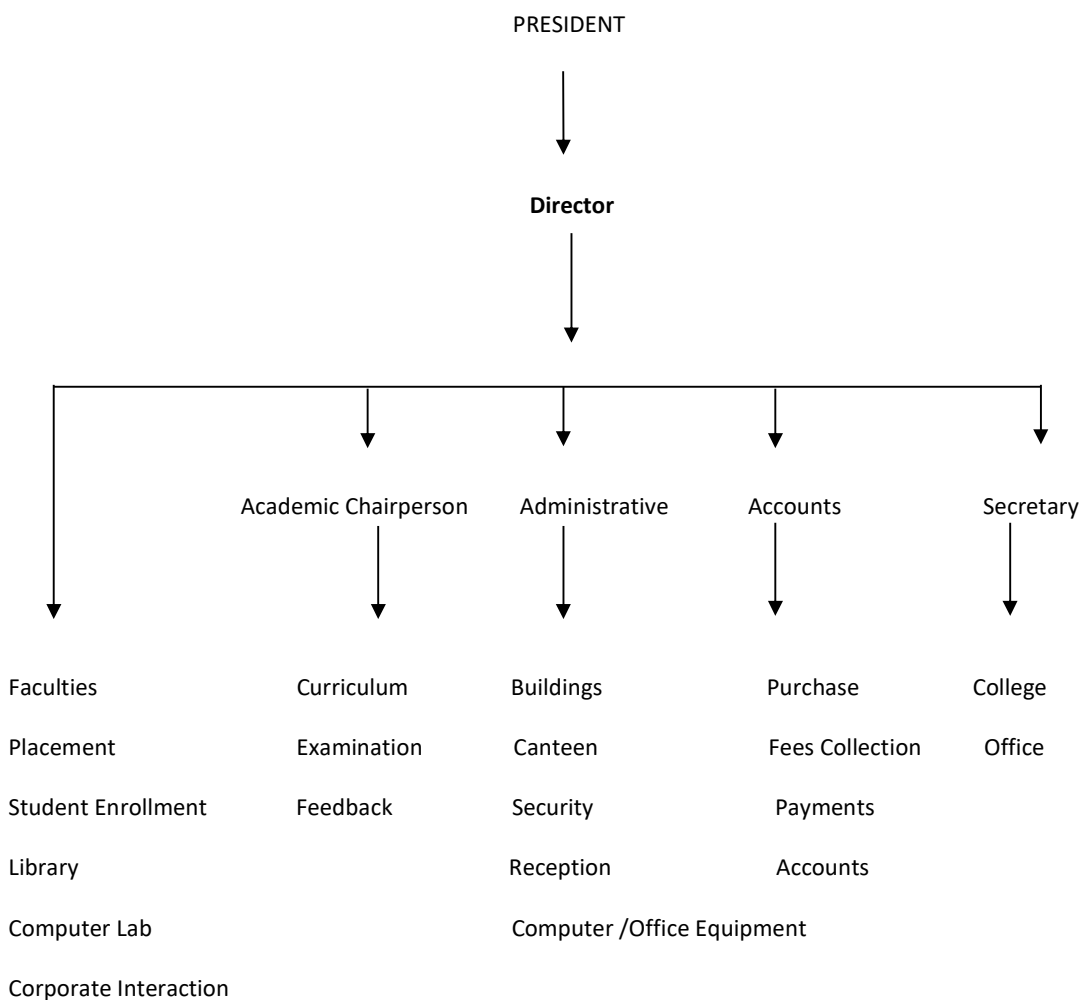 PRESIDENT
Director
Academic Chairperson Administrative Accounts Secretary
Faculties Curriculum Buildings Purchase College
Placement Examination Canteen Fees Collection Office
Student Enrollment Feedback Security Payments
Library Reception Accounts
Computer Lab Computer /Office Equipment
Corporate Interaction